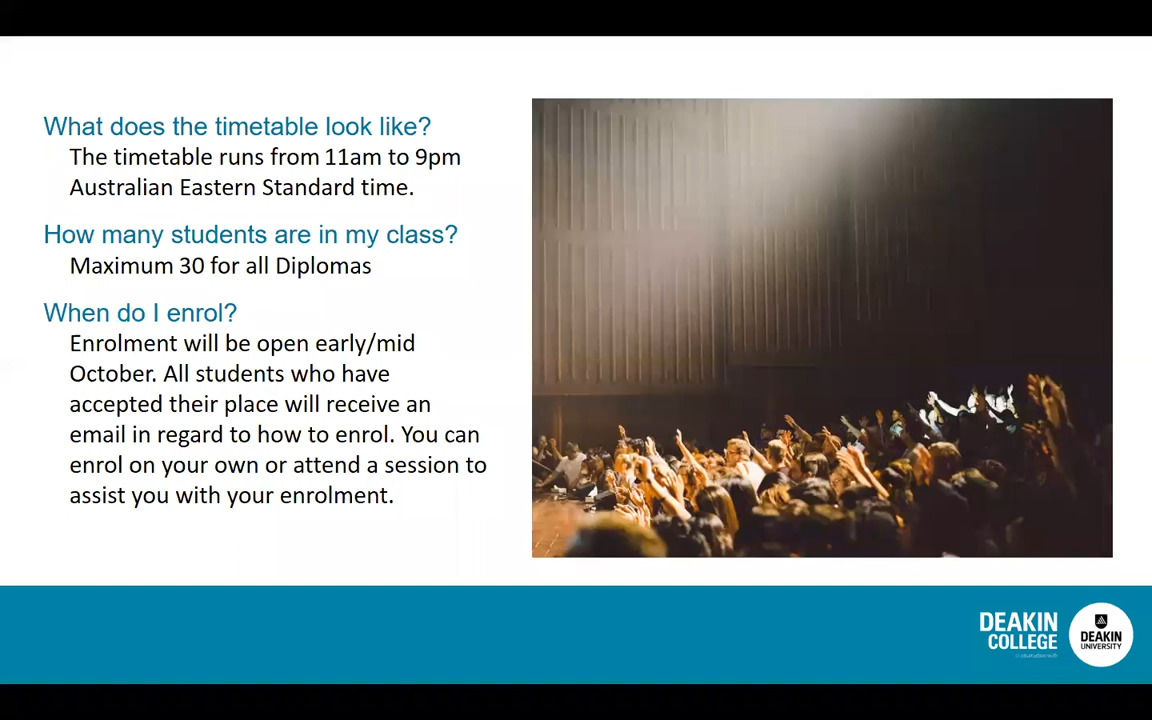 What does the timetable look like?
The timetable runs from 11am to 9pm
Australian Eastern Standard time.
How many students are in my class?
Maximum 30 for all Diplomas
When do I enrol?
Enrolment will be open early/mid
October. All students who have
accepted their place will receive an
email in regard to how to enrol. You can
enrol on your own or attend a session to
assist you with your enrolment.
DEAKIN
COLLEGE
DEAKIN
UNIVERSITY